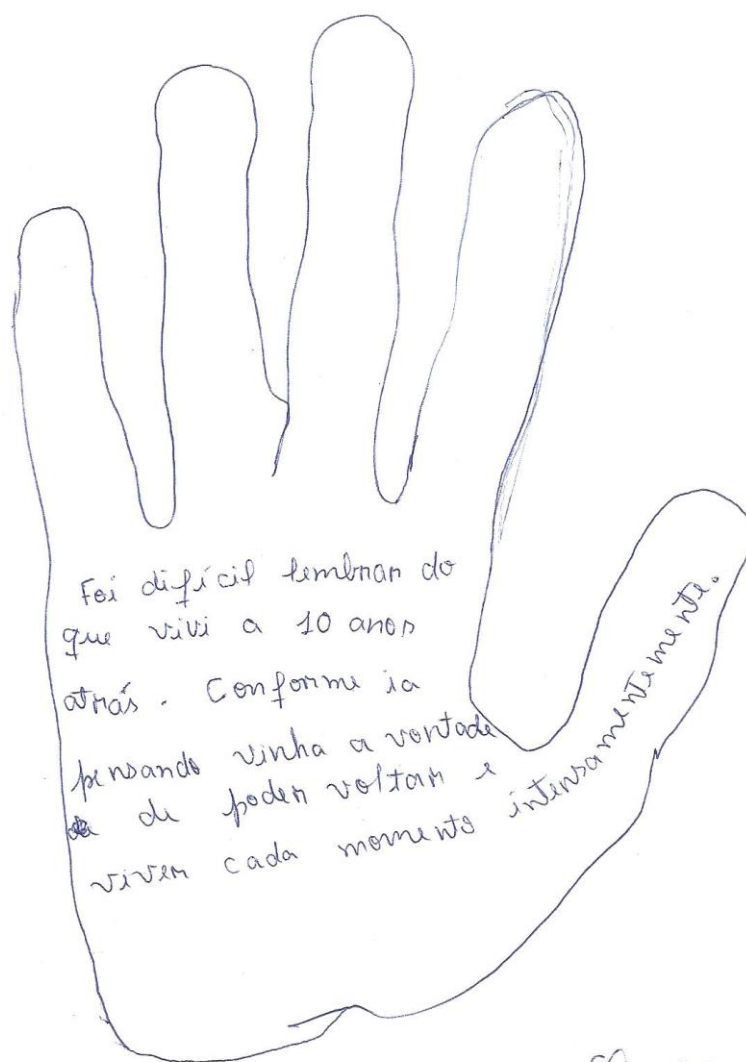 Foi difícil lembrar do
que vivi a 10 anos
atrás. Conforme ia
pensando vinha a vontade
de poder voltar e
viver cada momento intensamentemente.